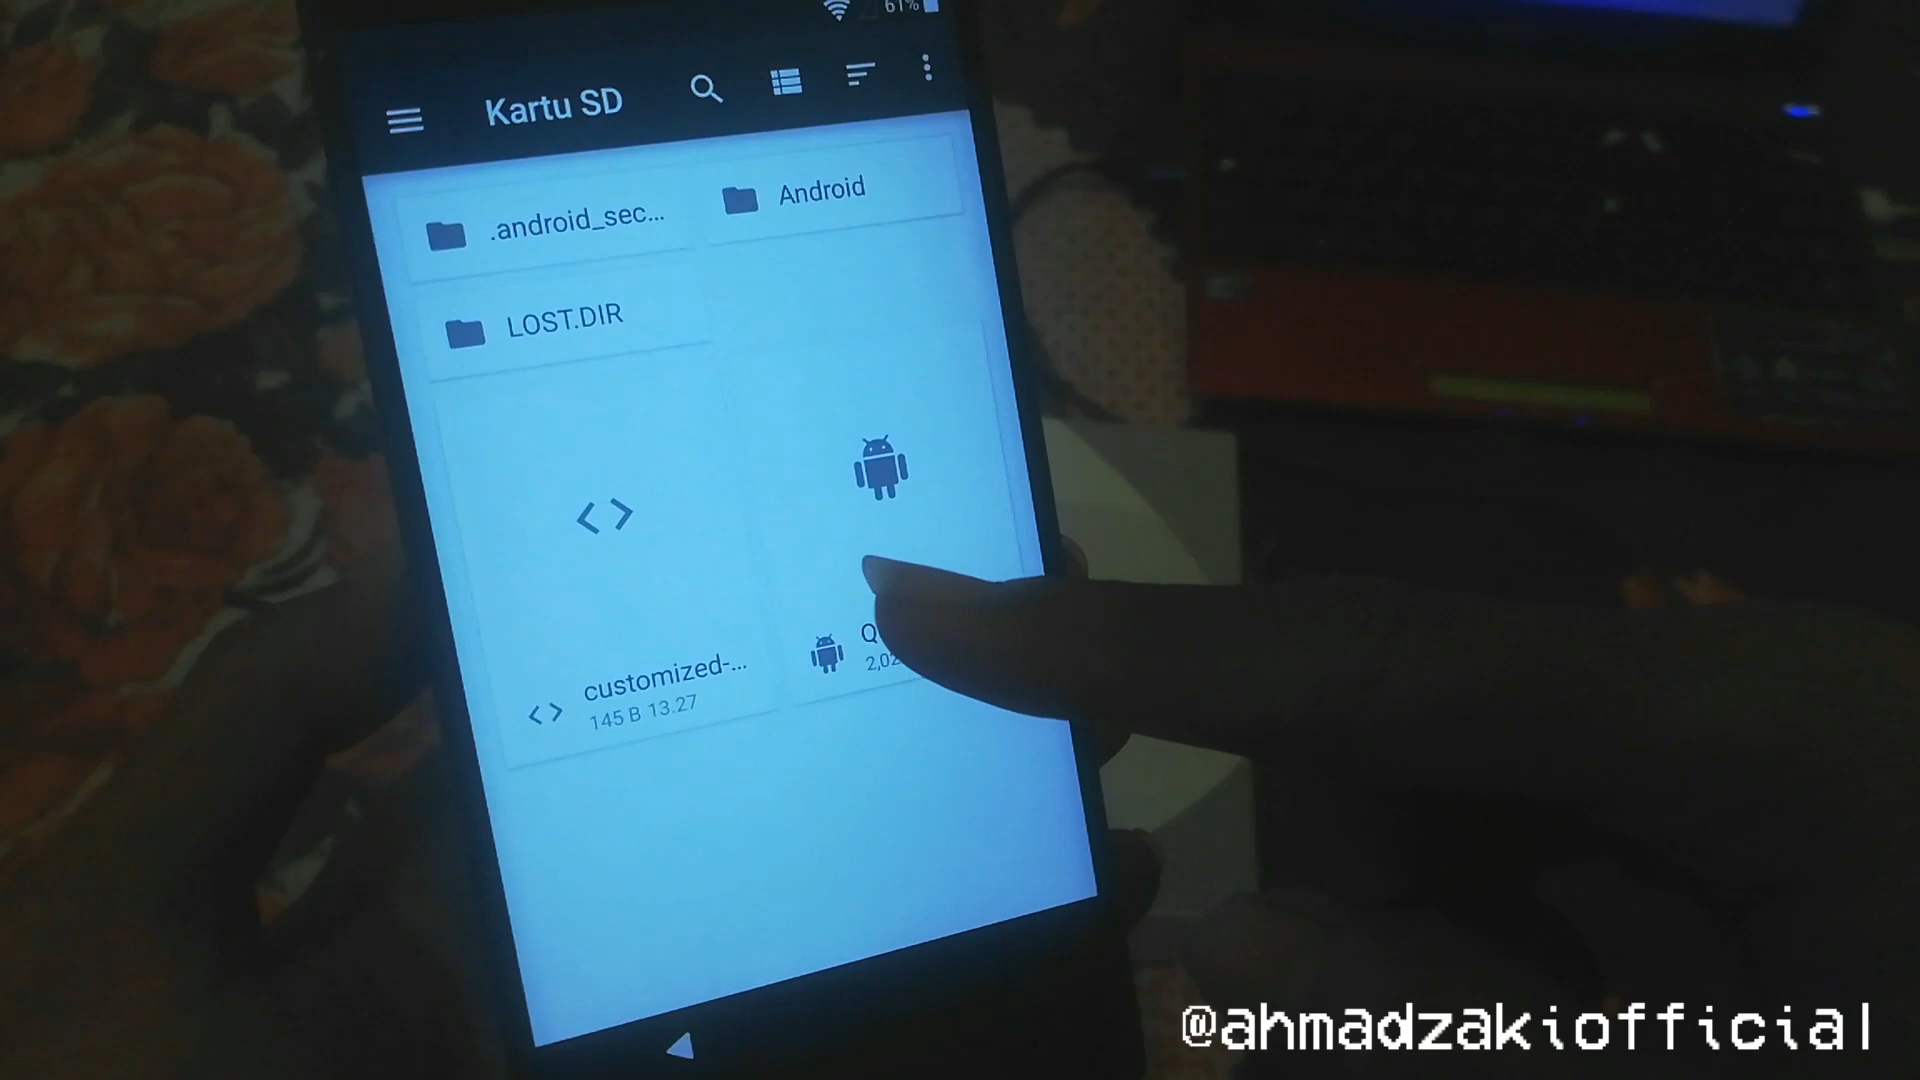 61%
Kartu SD
.android_sec...
Android
LOST.DIR
customized-...
145 B 13.27
@ahmadzakiofficial